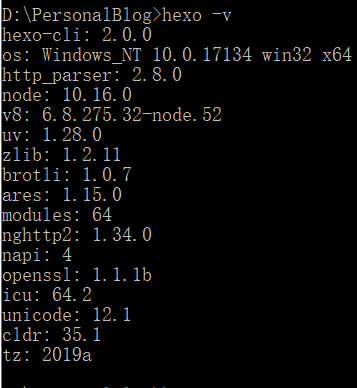 D:\PersonalBlog>hexo -v
hexo-cli: 2.0.0
os: Windows_NT 10.0.17134 win32 x64
http_parser: 2.8.0
node: 10.16.0
v8: 6.8.275.32-node.52
uv: 1.28.0
zlib: 1.2.11
brotli: 1.0.7
ares: 1.15.0
modules: 64
nghttp2: 1.34.0
napi: 4
openssl: 1.1.1b
icu: 64.2
unicode: 12.1
cldr: 35.1
tz: 2019a